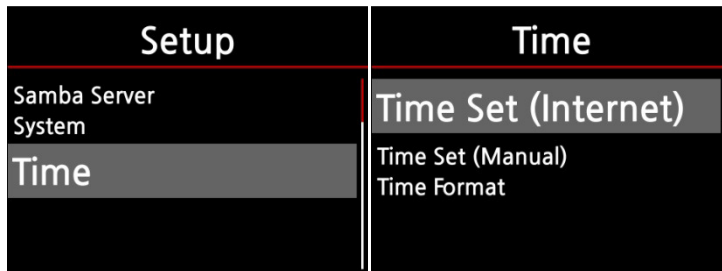 Setup
Samba Server
System
Time
Time
Time Set (Internet)
Time Set (Manual)
Time Format